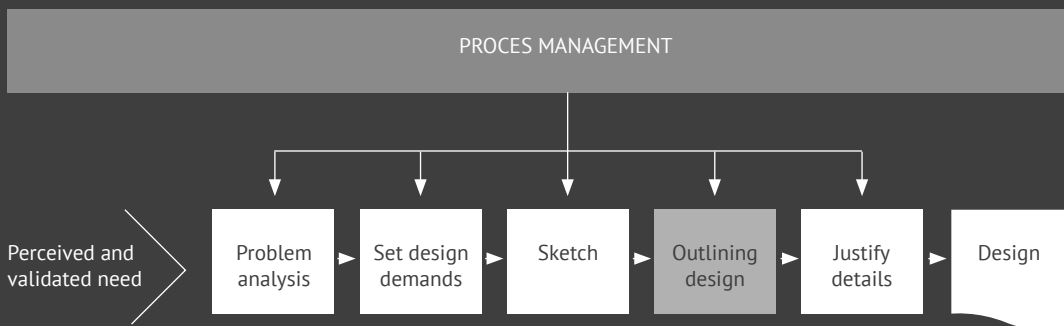 PROCES MANAGEMENT
Perceived and
validated need
Problem
analysis
Set design
demands
Sketch
Outlining
design
Justify
details
Design